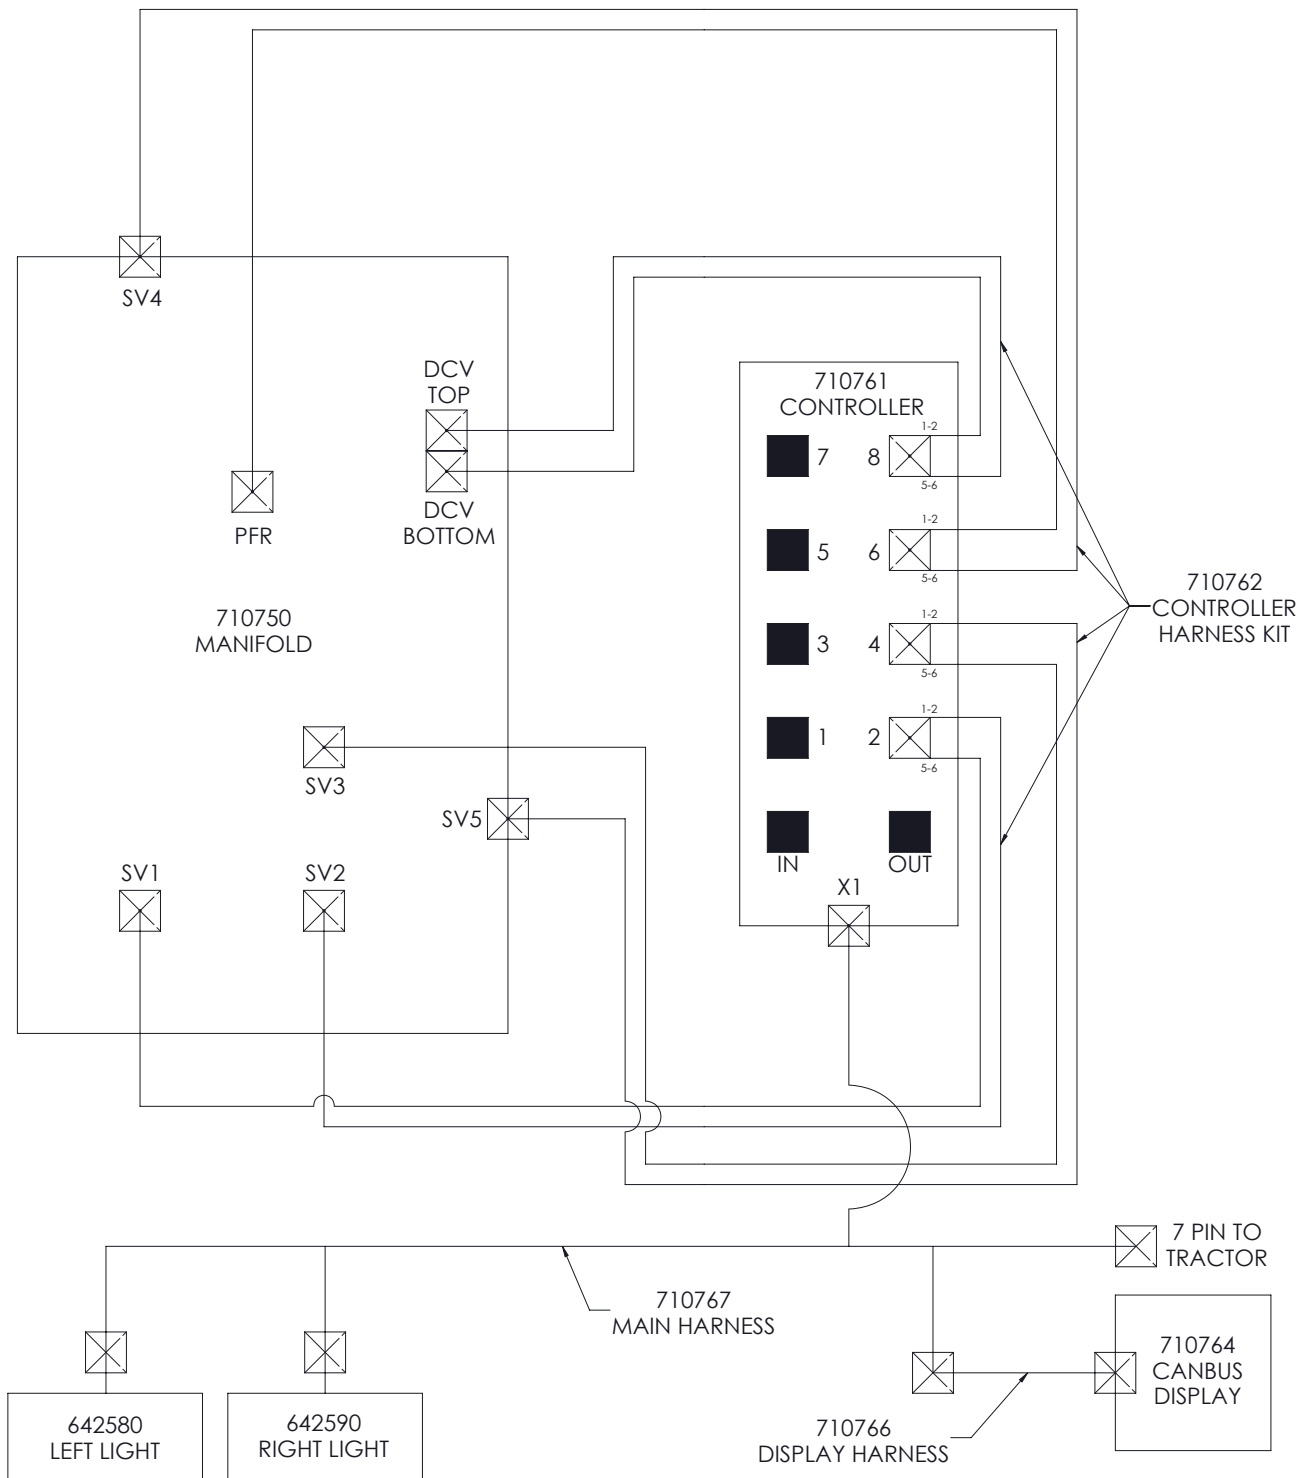 SV4
DCV
TOP
DCV
BOTTOM
PFR
710750
MANIFOLD
SV3
SV5
SV1
SV2
710761
CONTROLLER
1-2
7
8
5-6
1-2
5
6
5-6
1-2
3
4
5-6
1-2
1
2
5-6
IN
OUT
X1
710762
CONTROLLER
HARNESS KIT
7 PIN TO
TRACTOR
710767
MAIN HARNESS
710764
CANBUS
DISPLAY
710766
DISPLAY HARNESS
642580
LEFT LIGHT
642590
RIGHT LIGHT